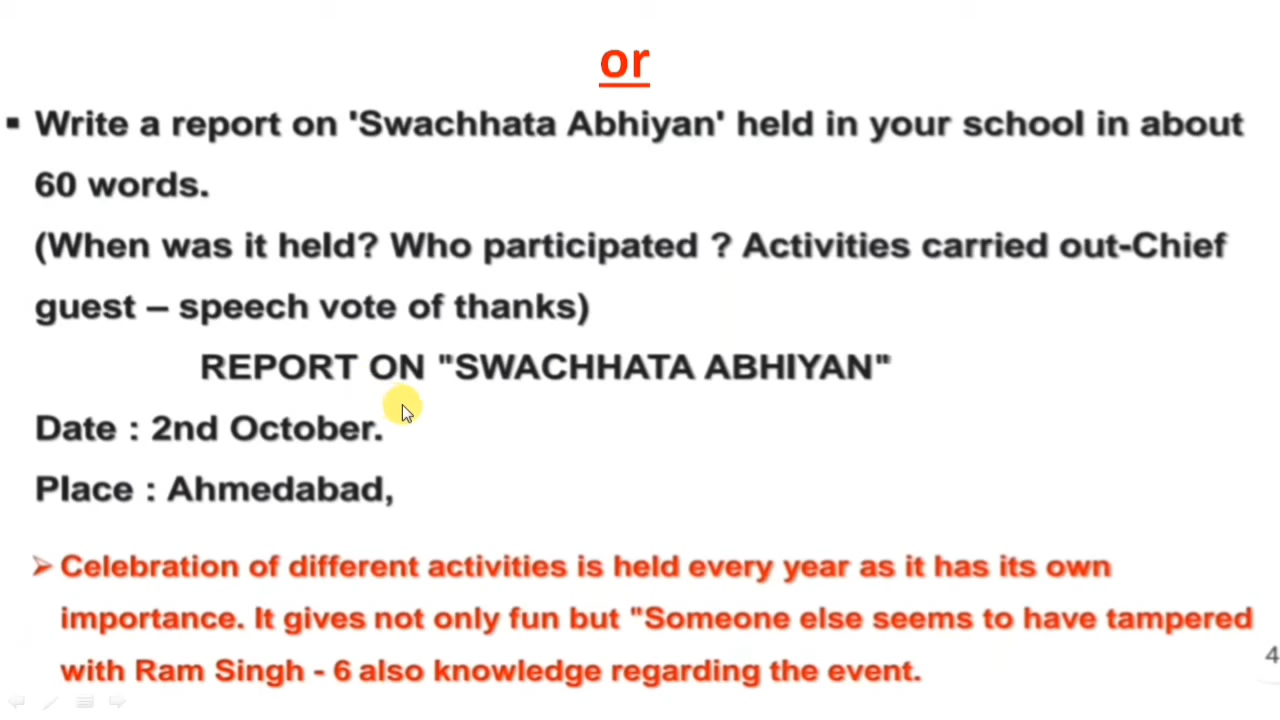 or
▪ Write a report on 'Swachhata Abhiyan' held in your school in about
60 words.
(When was it held? Who participated ? Activities carried out-Chief
guest – speech vote of thanks)
REPORT ON "SWACHHATA ABHIYAN"
Date : 2nd October.
Place : Ahmedabad,
➢ Celebration of different activities is held every year as it has its own
importance. It gives not only fun but "Someone else seems to have tampered
with Ram Singh - 6 also knowledge regarding the event.
4